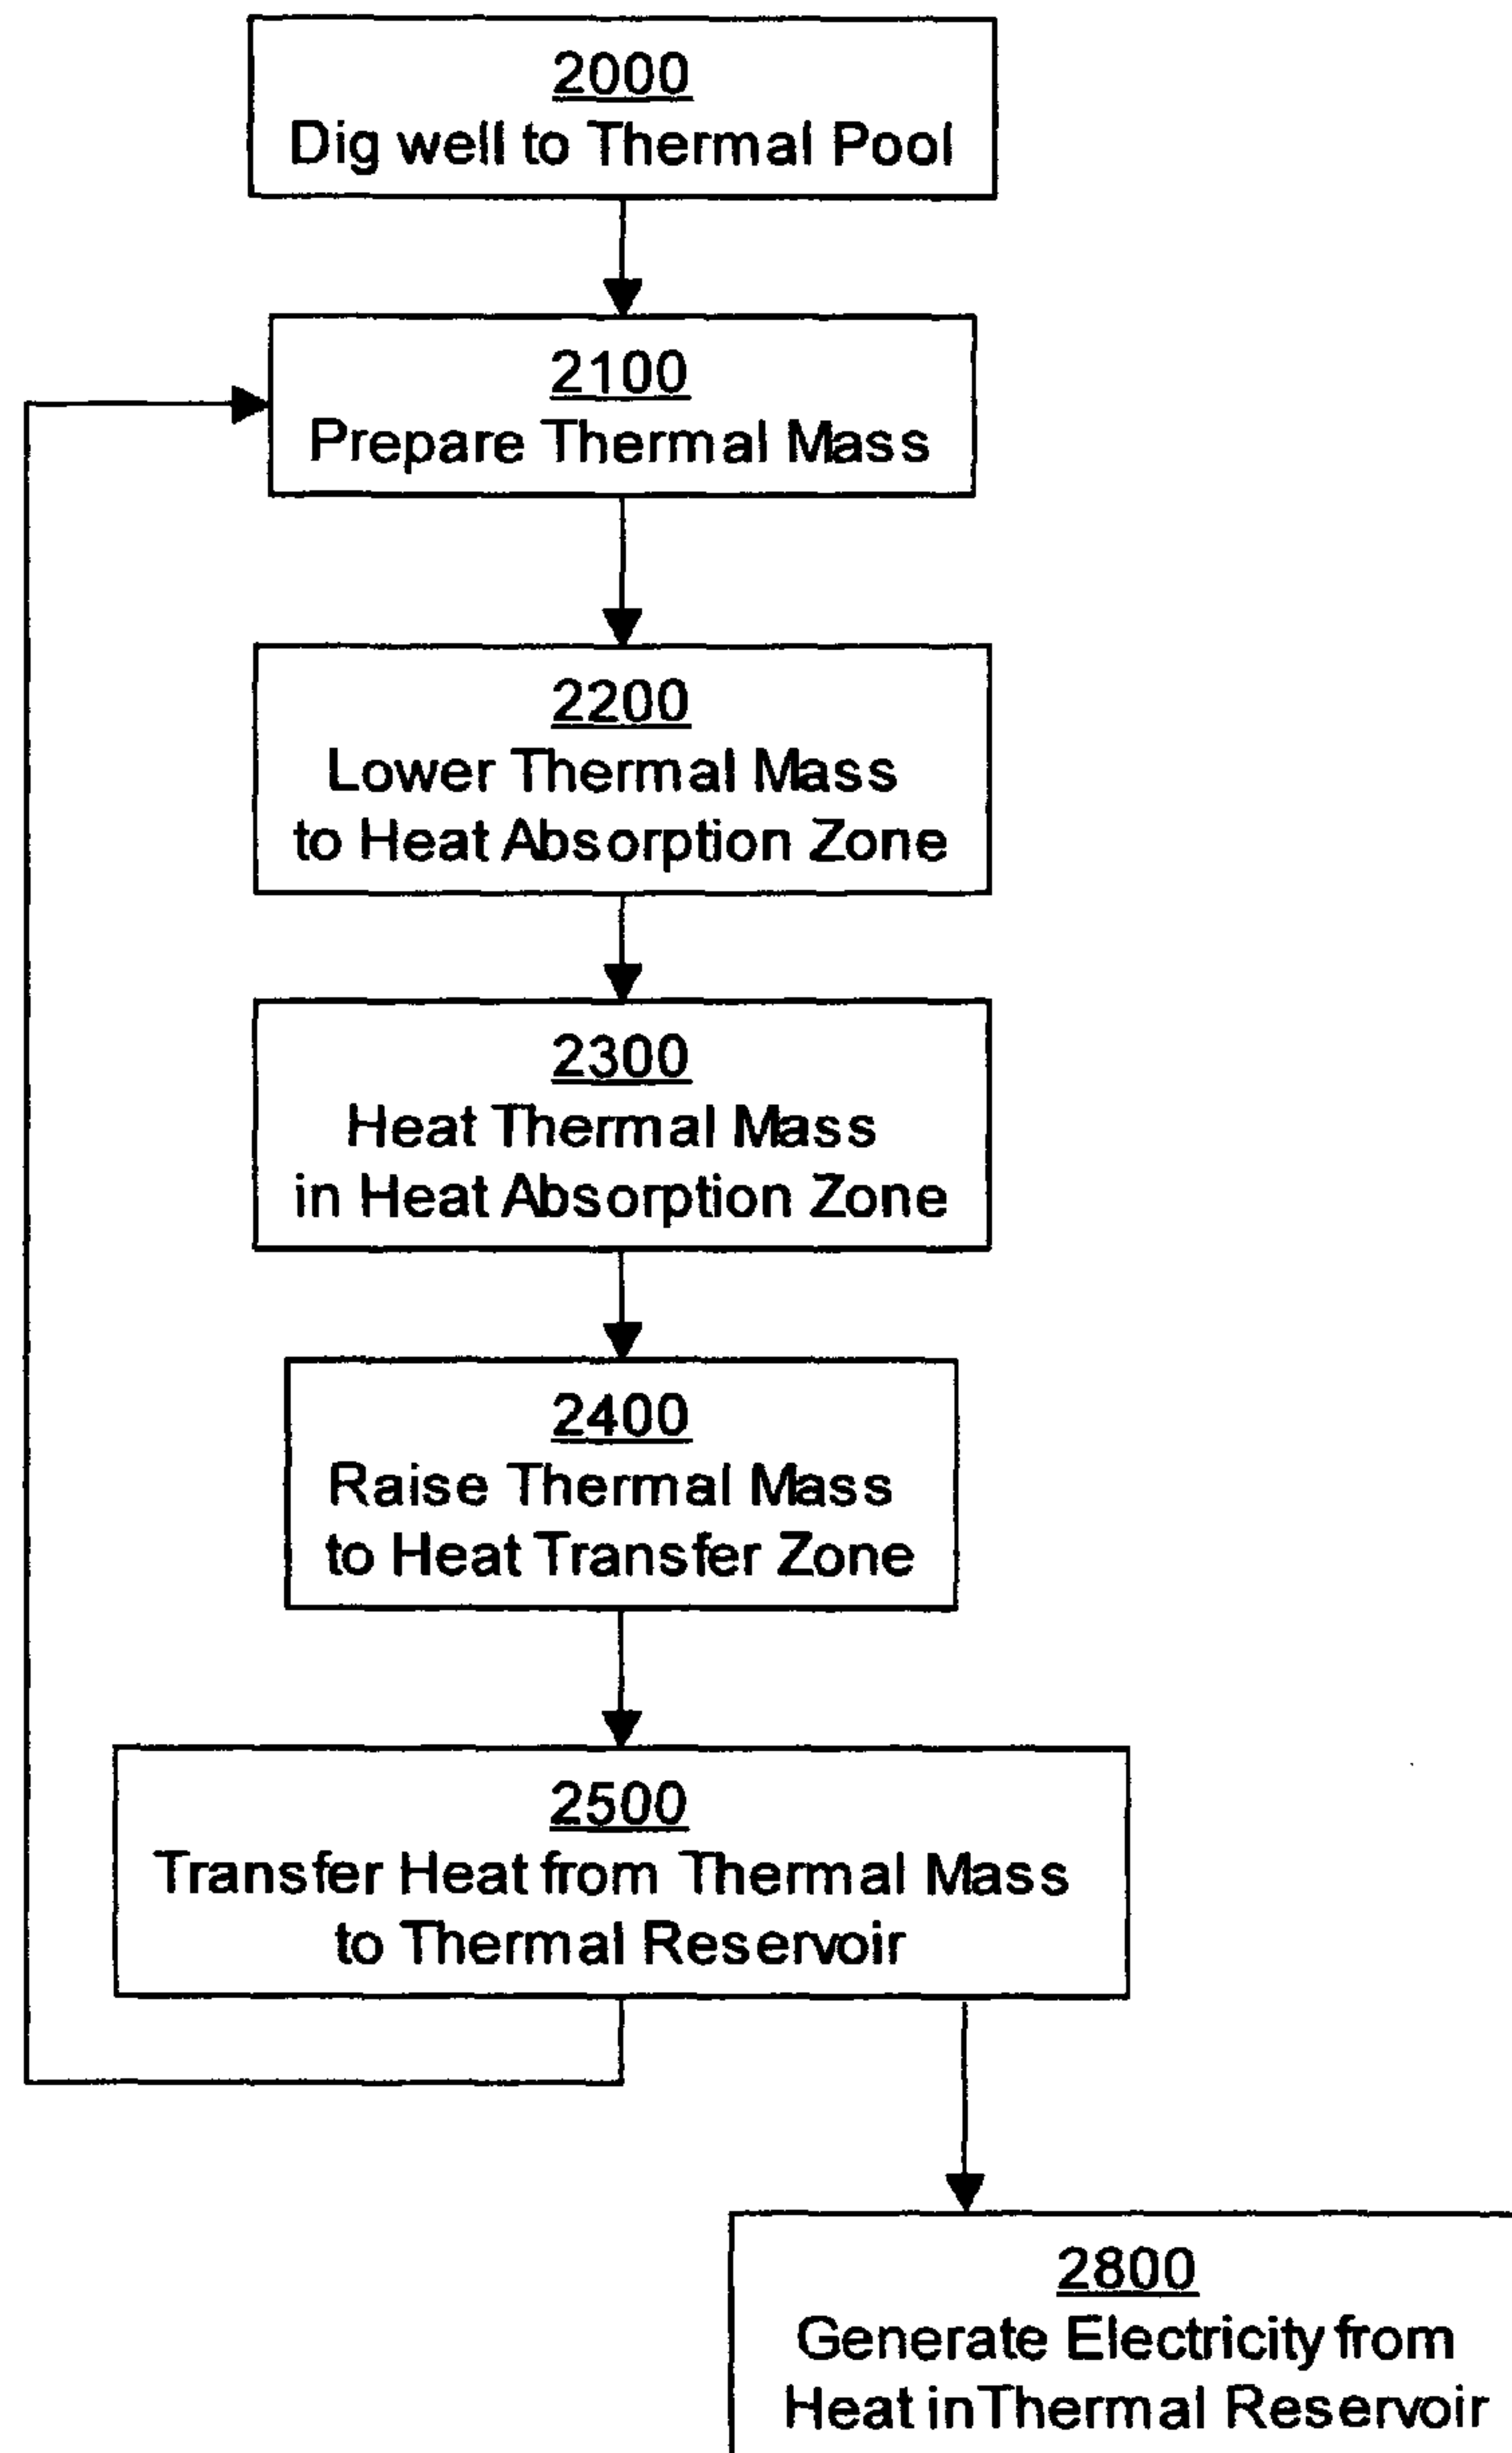 2000
Dig well to Thermal Pool
2100
Prepare Thermal Mass
2200
Lower Thermal Mass
to Heat Absorption Zone
2300
Heat Thermal Mass
in Heat Absorption Zone
2400
Raise Thermal Mass
to Heat Transfer Zone
2500
Transfer Heat from Thermal Mass
to Thermal Reservoir
2800
Generate Electricity from
Heat in Thermal Reservoir